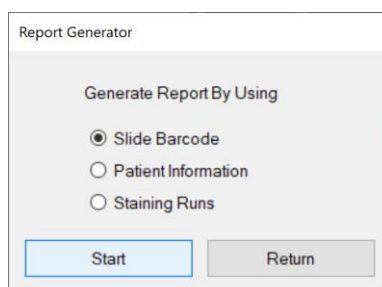 Report Generator
Generate Report By Using
Slide Barcode
Patient Information
Staining Runs
Start Return